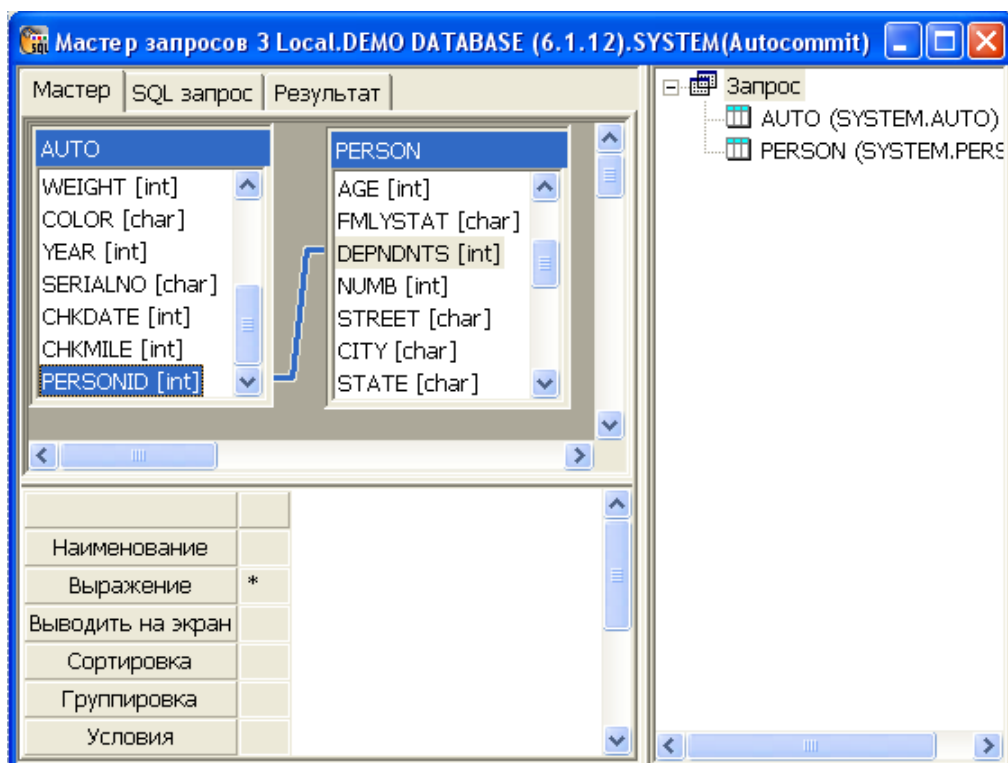 Мастер запросов 3 Local.DEMO DATABASE (6.1.12).SYSTEM(Autocommit)
Мастер
SQL запрос
Результат
AUTO
WEIGHT [int]
COLOR [char]
YEAR [int]
SERIALNO [char]
CHKDATE [int]
CHKMILE [int]
PERSONID [int]
PERSON
AGE [int]
FMLYSTAT [char]
DEPNDNTS [int]
NUMB [int]
STREET [char]
CITY [char]
STATE [char]
Наименование
Выражение *
Выводить на экран
Сортировка
Группировка
Условия
Запрос
AUTO (SYSTEM.AUTO)
PERSON (SYSTEM.PERS